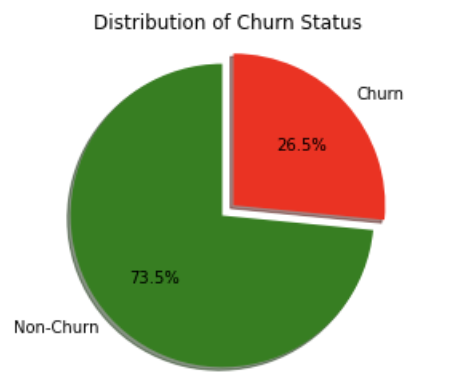 Distribution of Churn Status
Churn
26.5%
73.5%
Non-Churn